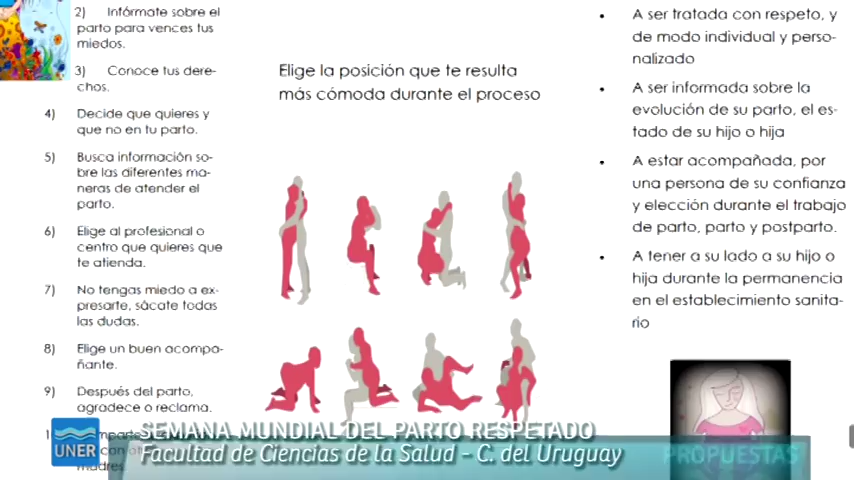 2) Infórmate sobre el
parto para vences tus
miedos.
3) Conoce tus dere-
chos.
4) Decide que quieres y
que no en tu parto.
5) Busca información so-
bre las diferentes ma-
neras de atender el
parto.
6) Elige al profesional o
centro que quieres que
te atienda.
7) No tengas miedo a ex-
presarte, sácate todas
las dudas.
8) Elige un buen acompa-
ñante.
9) Después del parto,
agradece o reclama.
madres.
Elige la posición que te resulta
más cómoda durante el proceso
• A ser tratada con respeto, y
de modo individual y perso-
nalizado
• A ser informada sobre la
evolución de su parto, el es-
tado de su hijo o hija
• A estar acompañada, por
una persona de su confianza
y elección durante el trabajo
de parto, parto y postparto.
• A tener a su lado a su hijo o
hija durante la permanencia
en el establecimiento sanita-
rio
UNER
SEMANA MUNDIAL DEL PARTO RESPETADO
Facultad de Ciencias de la Salud - C. del Uruguay
PROPUESTAS